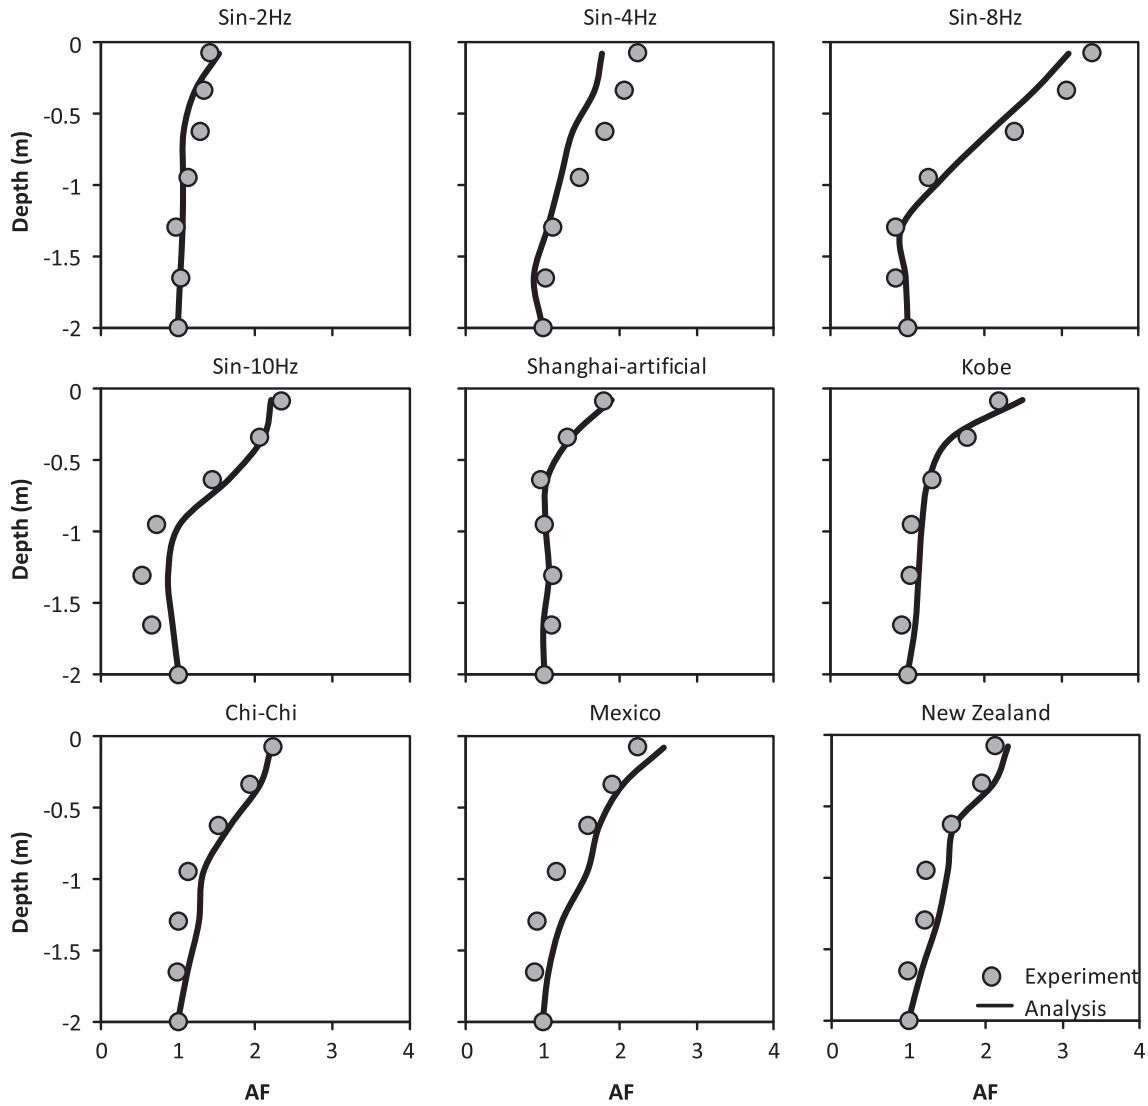 Sin-2Hz Sin-4Hz Sin-8Hz
0
-0.5
-1
-1.5
-2
Depth (m)
Sin-10Hz Shanghai-artificial Kobe
0
-0.5
-1
-1.5
-2
Depth (m)
Chi-Chi Mexico New Zealand
0
-0.5
-1
-1.5
-2
Depth (m)
Experiment
Analysis
0 1 2 3 4 0 1 2 3 4 0 1 2 3 4
AF AF AF